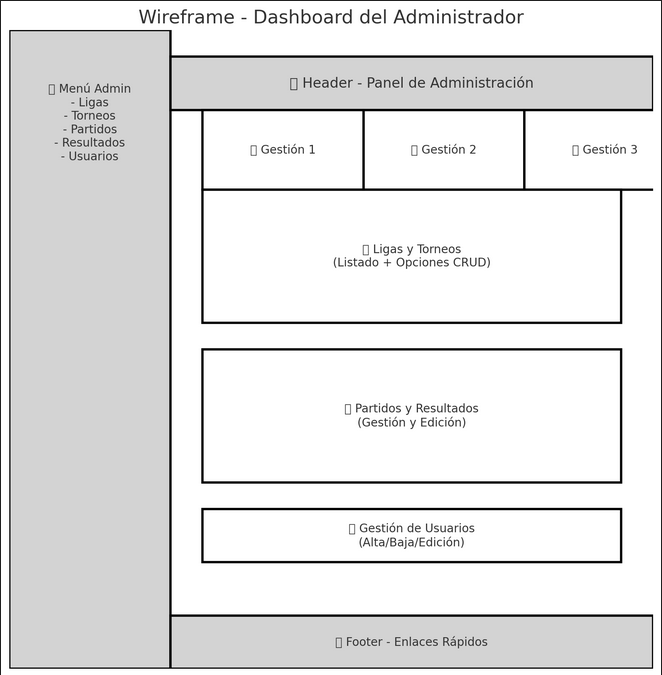 Wireframe - Dashboard del Administrador
▯ Menú Admin
- Ligas
- Torneos
- Partidos
- Resultados
- Usuarios
▯ Header - Panel de Administración
▯ Gestión 1
▯ Gestión 2
▯ Gestión 3
▯ Ligas y Torneos
(Listado + Opciones CRUD)
▯ Partidos y Resultados
(Gestión y Edición)
▯ Gestión de Usuarios
(Alta/Baja/Edición)
▯ Footer - Enlaces Rápidos